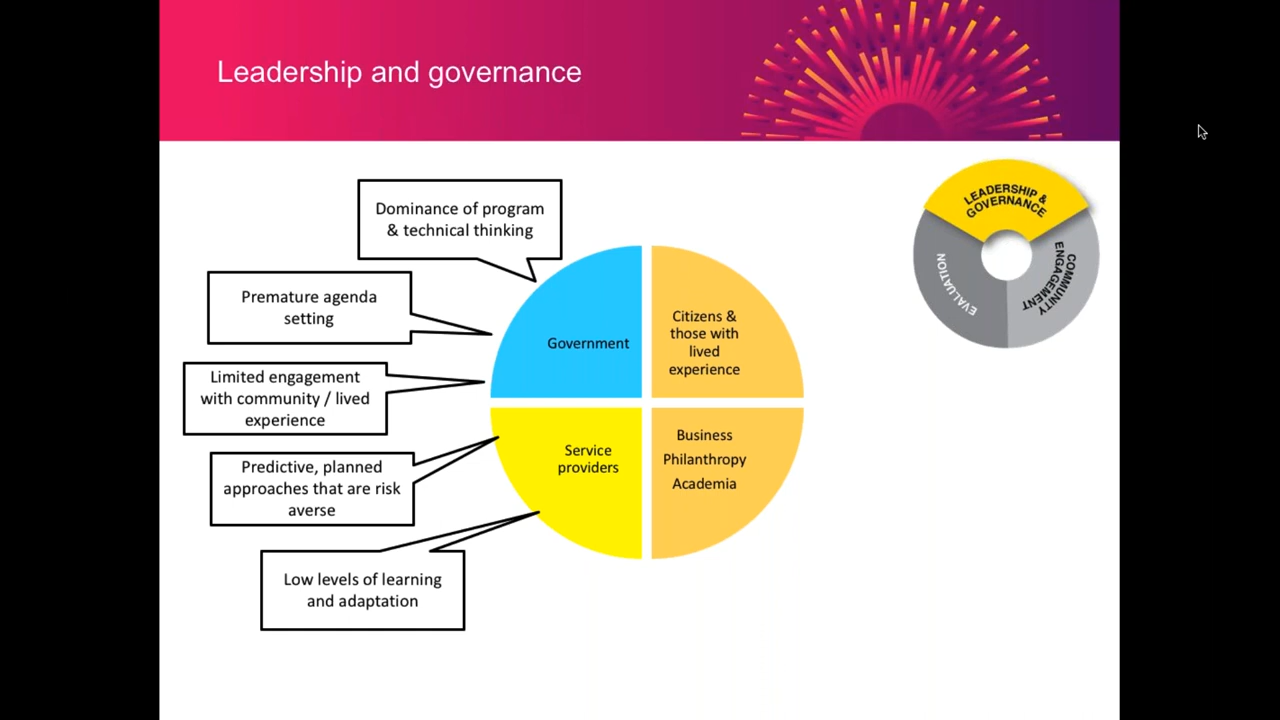 Leadership and governance
LEADERSHIP &
GOVERNANCE
COMMUNITY
ENGAGEMENT
EVALUATION
Dominance of program
& technical thinking
Premature agenda
setting
Limited engagement
with community / lived
experience
Predictive, planned
approaches that are risk
averse
Low levels of learning
and adaptation
Government
Citizens &
those with
lived
experience
Service
providers
Business
Philanthropy
Academia